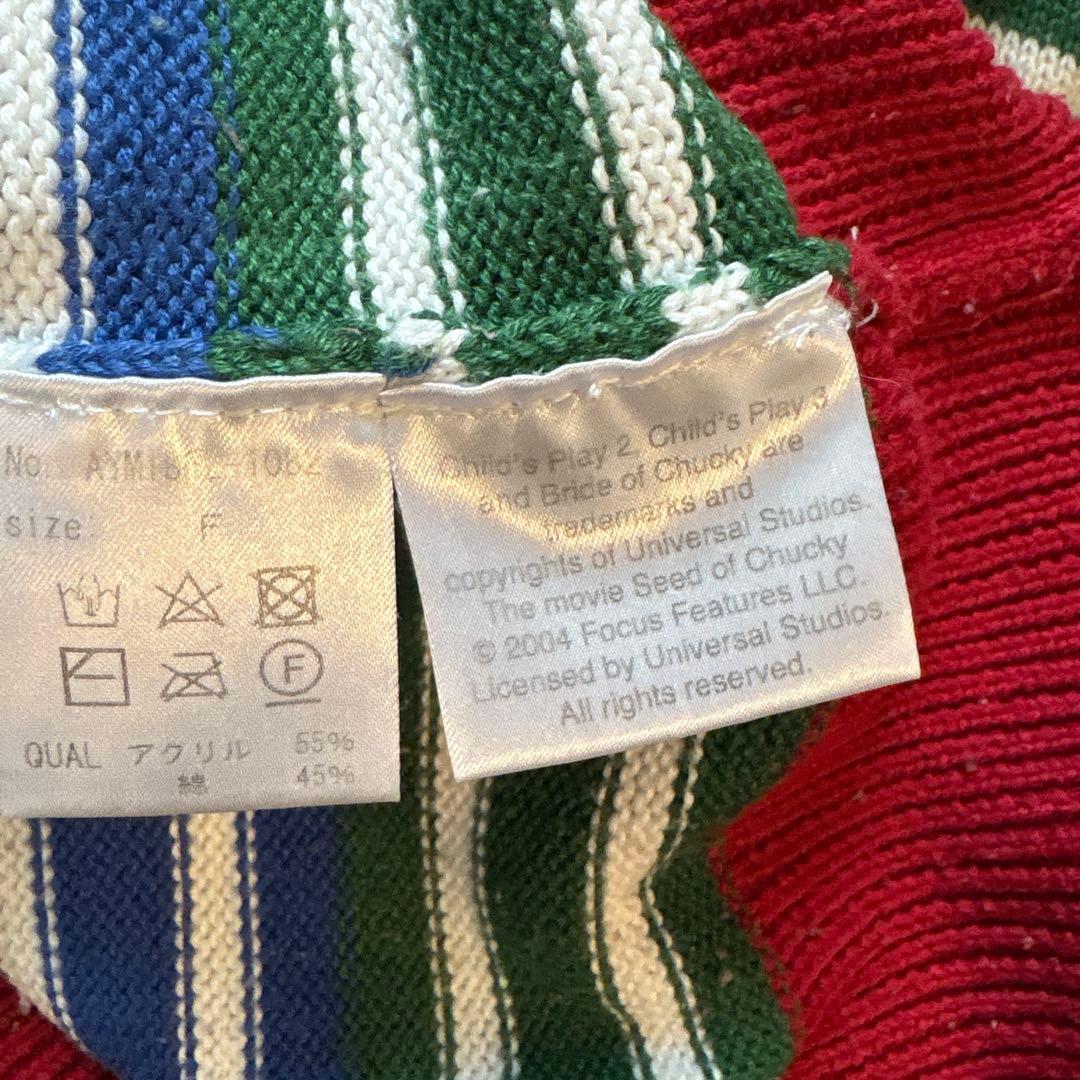 No.
size: F
F
QUAL アクリル 55%
綿 45%
Child's Play 2, Child's Play 3
and Bride of Chucky are
trademarks and
copyrights of Universal Studios.
The movie Seed of Chucky
© 2004 Focus Features LLC.
Licensed by Universal Studios.
All rights reserved.